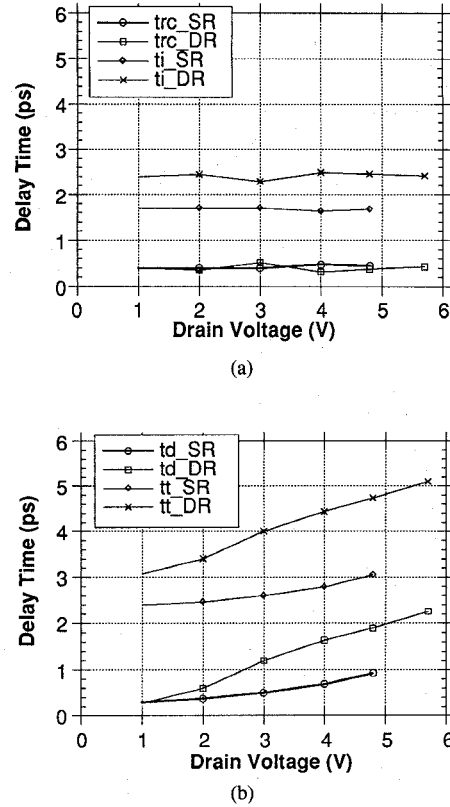 6
5
4
3
2
1
0
Delay Time (ps)
trc_SR
trc_DR
ti_SR
ti_DR
0 1 2 3 4 5 6
Drain Voltage (V)
(a)
6
5
4
3
2
1
0
Delay Time (ps)
td_SR
td_DR
tt_SR
tt_DR
0 1 2 3 4 5 6
Drain Voltage (V)
(b)